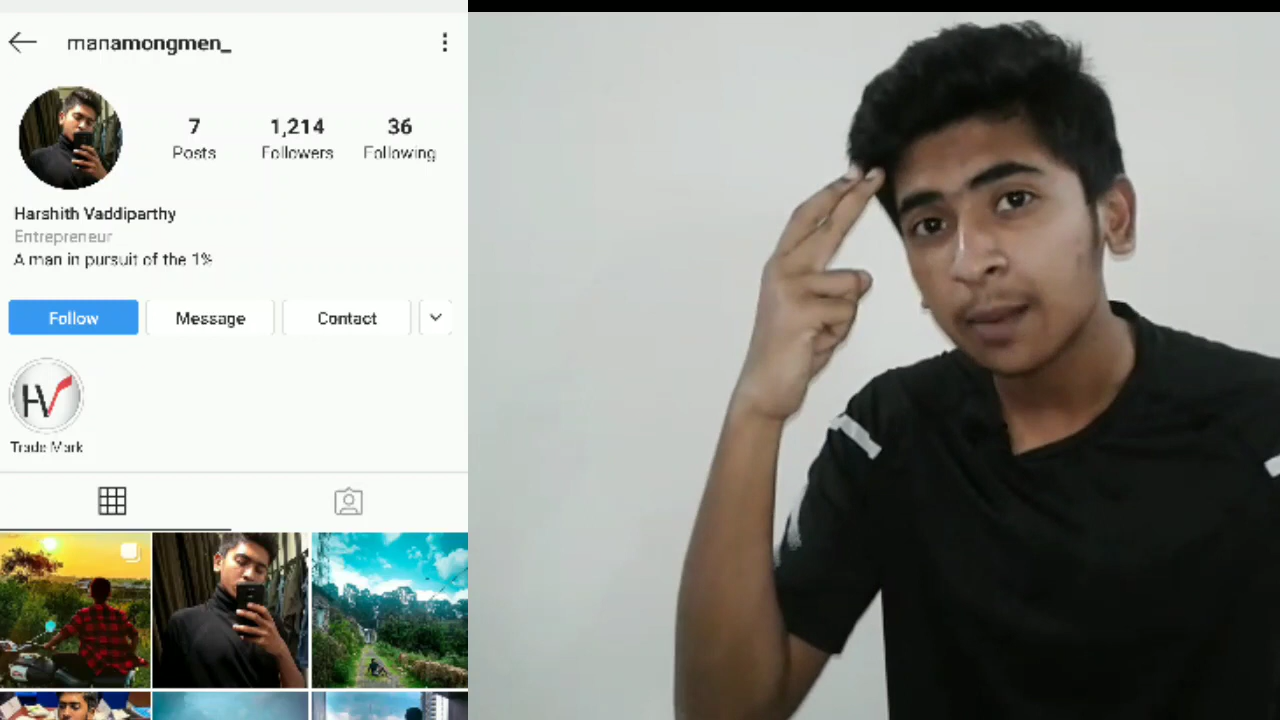 manamongmen_
7
1,214
36
Posts
Followers
Following
Harshith Vaddiparthy
Entrepreneur
A man in pursuit of the 1%
Follow
Message
Contact
HV
Trade Mark